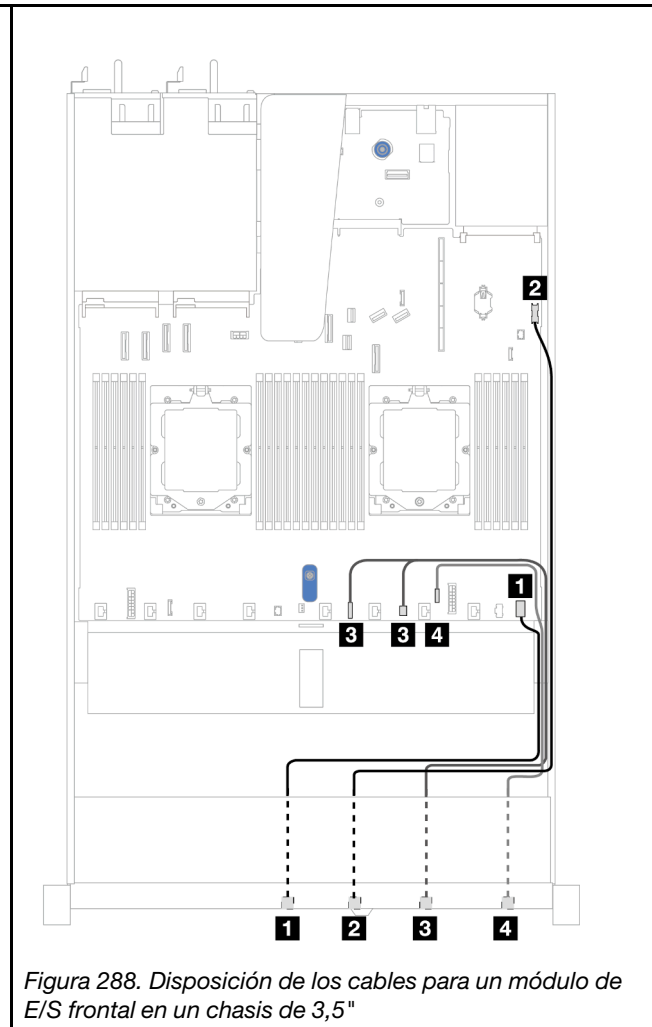 2
1
3 3 4
1 2 3 4
Figura 288. Disposición de los cables para un módulo de
E/S frontal en un chasis de 3,5"